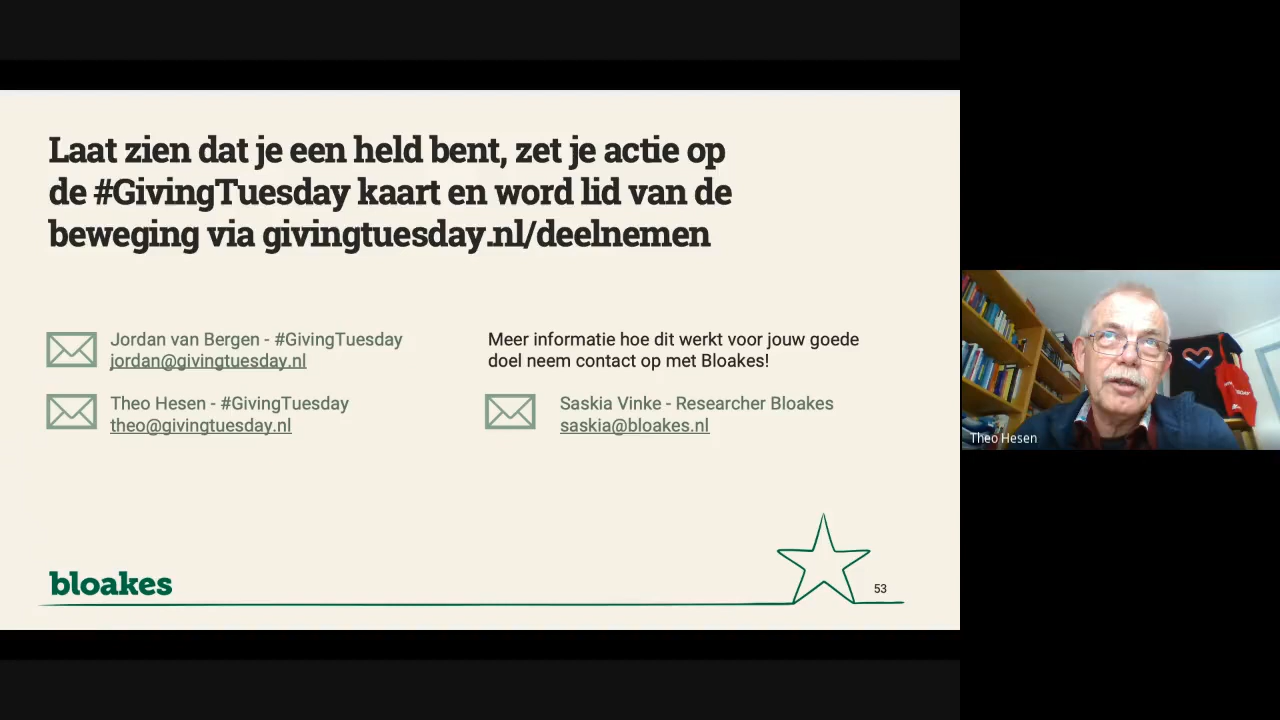 Laat zien dat je een held bent, zet je actie op
de #GivingTuesday kaart en word lid van de
beweging via givingtuesday.nl/deelnemen
Jordan van Bergen - #GivingTuesday
jordan@givingtuesday.nl
Theo Hesen - #GivingTuesday
theo@givingtuesday.nl
Meer informatie hoe dit werkt voor jouw goede
doel neem contact op met Bloakes!
Saskia Vinke - Researcher Bloakes
saskia@bloakes.nl
bloakes
53
Theo Hesen